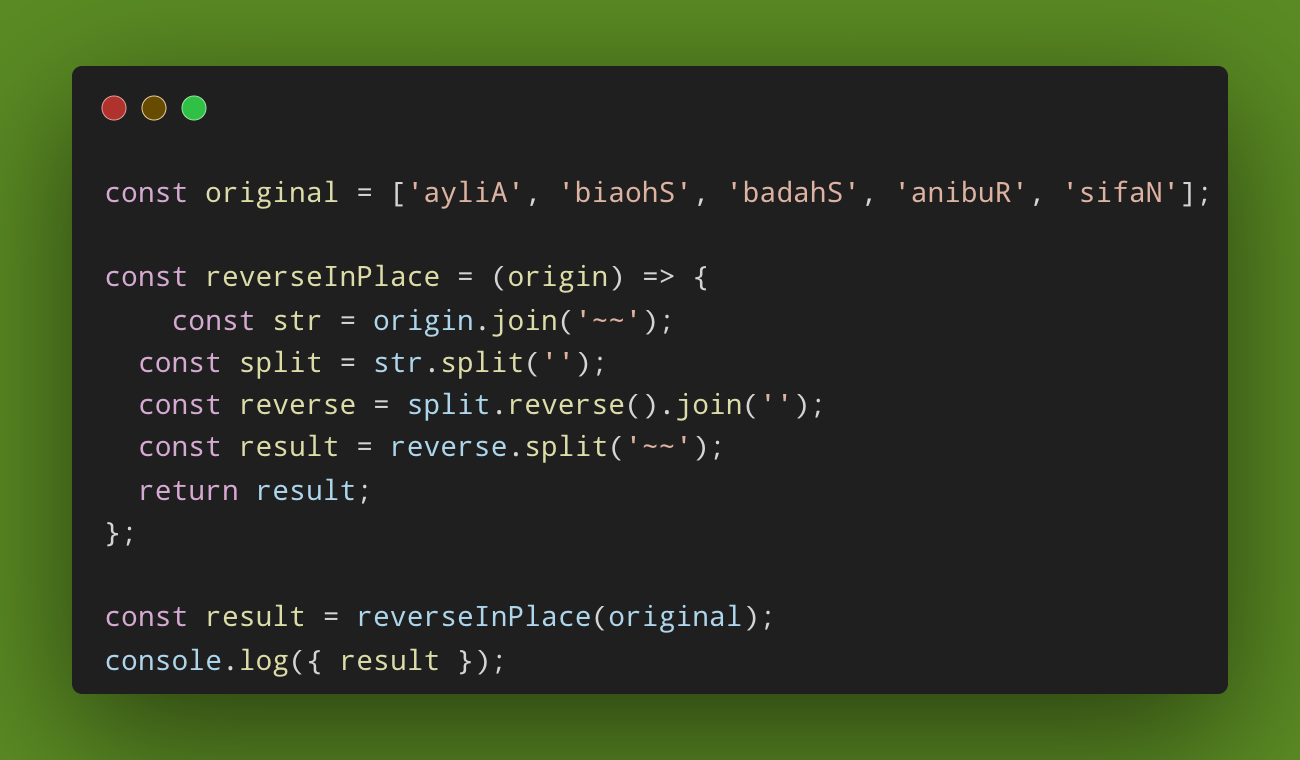 const original = ['ayliA', 'biaohS', 'badahS', 'anibuR', 'sifaN'];
const reverseInPlace = (origin) => {
    const str = origin.join('~~');
  const split = str.split('');
  const reverse = split.reverse().join('');
  const result = reverse.split('~~');
  return result;
};
const result = reverseInPlace(original);
console.log({ result });